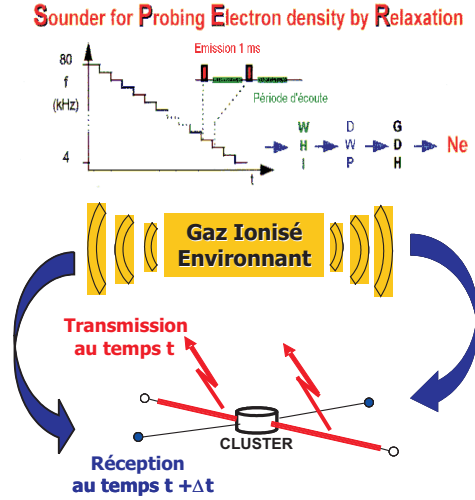 Sounder for Probing Electron density by Relaxation
80
f
(kHz)
4
t
Emission 1 ms
Période d'écoute
W
H
I
D
W
P
G
D
H
Ne
Gaz Ionisé
Environnant
Transmission
au temps t
CLUSTER
Réception
au temps t +Δt